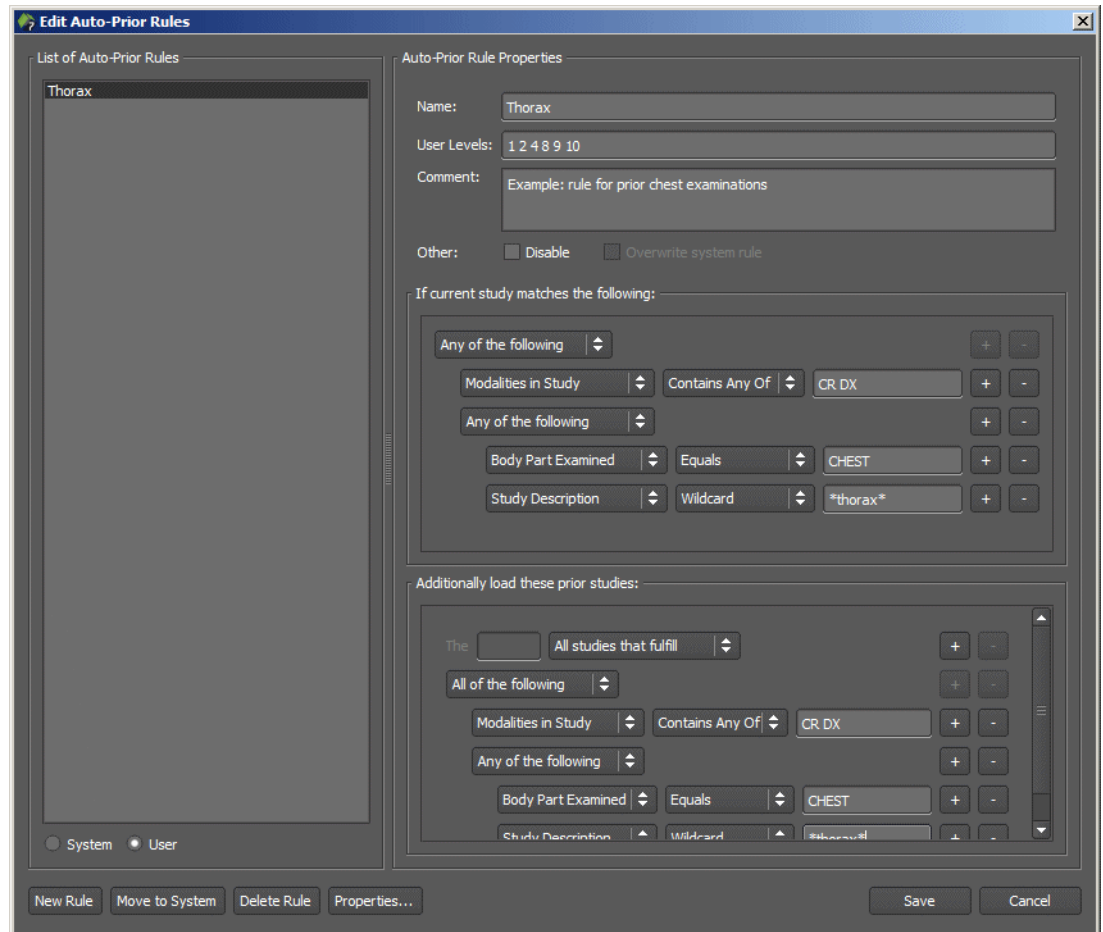 Edit Auto-Prior Rules
List of Auto-Prior Rules
Thorax
System User
Auto-Prior Rule Properties
Name: Thorax
User Levels: 1 2 4 8 9 10
Comment: Example: rule for prior chest examinations
Other: Disable Overwrite system rule
If current study matches the following:
Any of the following + -
Modalities in Study Contains Any Of CR DX + -
Any of the following + -
Body Part Examined Equals CHEST + -
Study Description Wildcard *thorax* + -
Additionally load these prior studies:
The All studies that fulfill + -
All of the following + -
Modalities in Study Contains Any Of CR DX + -
Any of the following + -
Body Part Examined Equals CHEST + -
Study Description Wildcard *thorax* + -
New Rule Move to System Delete Rule Properties... Save Cancel